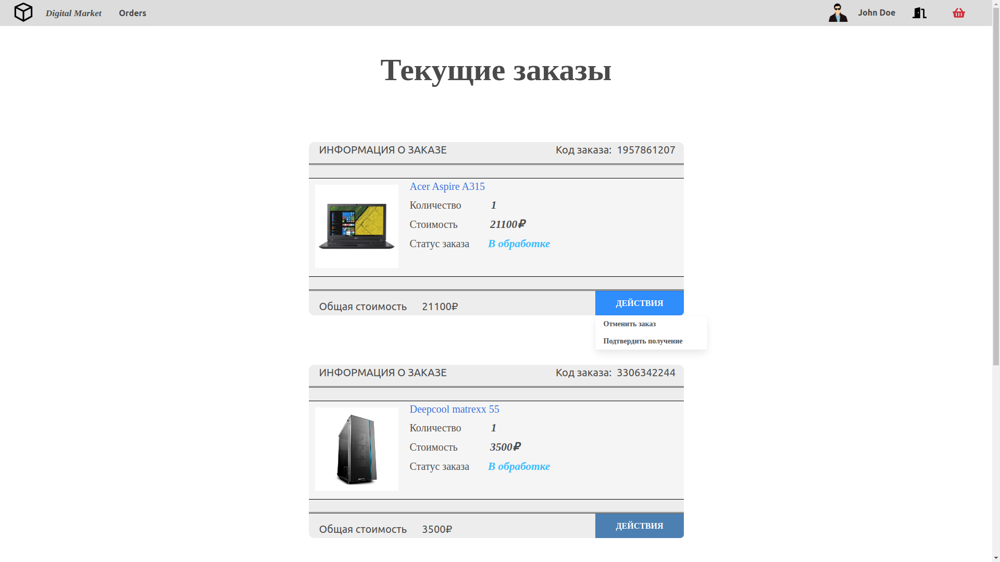 Digital Market Orders John Doe
Текущие заказы
ИНФОРМАЦИЯ О ЗАКАЗЕ Код заказа: 1957861207
Acer Aspire A315
Количество 1
Стоимость 21100₽
Статус заказа В обработке
Общая стоимость 21100₽ ДЕЙСТВИЯ
Отменить заказ
Подтвердить получение
ИНФОРМАЦИЯ О ЗАКАЗЕ Код заказа: 3306342244
Deepcool matrexx 55
Количество 1
Стоимость 3500₽
Статус заказа В обработке
Общая стоимость 3500₽ ДЕЙСТВИЯ